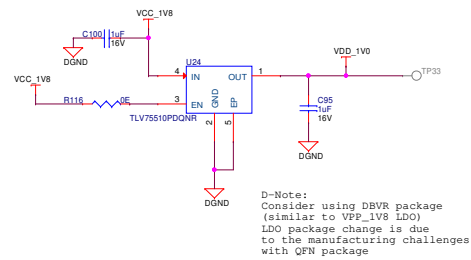 VCC_1V8
C100
1uF
16V
DGND
VCC_1V8
R116
0E
U24
4
IN
OUT
1
3
EN
GND
EP
TLV75510PDQNR
2
5
DGND
VDD_1V0
TP33
C95
1uF
16V
DGND
D-Note:
Consider using DBVR package
(similar to VPP_1V8 LDO)
LDO package change is due
to the manufacturing challenges
with QFN package